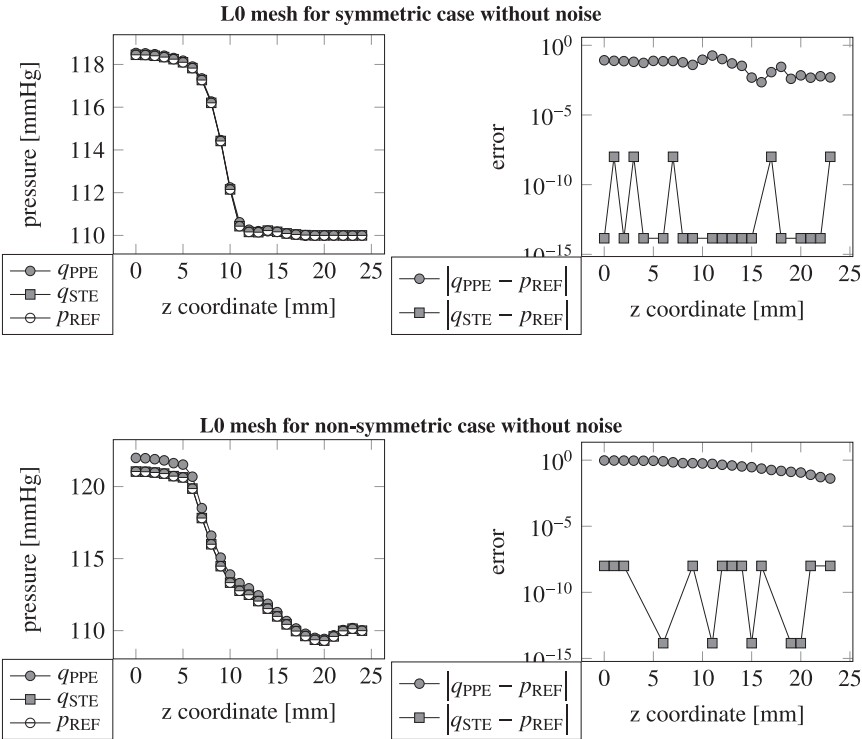 L0 mesh for symmetric case without noise
pressure [mmHg]
118
116
114
112
110
0 5 10 15 20 25
z coordinate [mm]
q_PPE
q_STE
p_REF
error
10^0
10^−5
10^−10
10^−15
0 5 10 15 20 25
z coordinate [mm]
|q_PPE − p_REF|
|q_STE − p_REF|
L0 mesh for non-symmetric case without noise
pressure [mmHg]
120
115
110
0 5 10 15 20 25
z coordinate [mm]
q_PPE
q_STE
p_REF
error
10^0
10^−5
10^−10
10^−15
0 5 10 15 20 25
z coordinate [mm]
|q_PPE − p_REF|
|q_STE − p_REF|